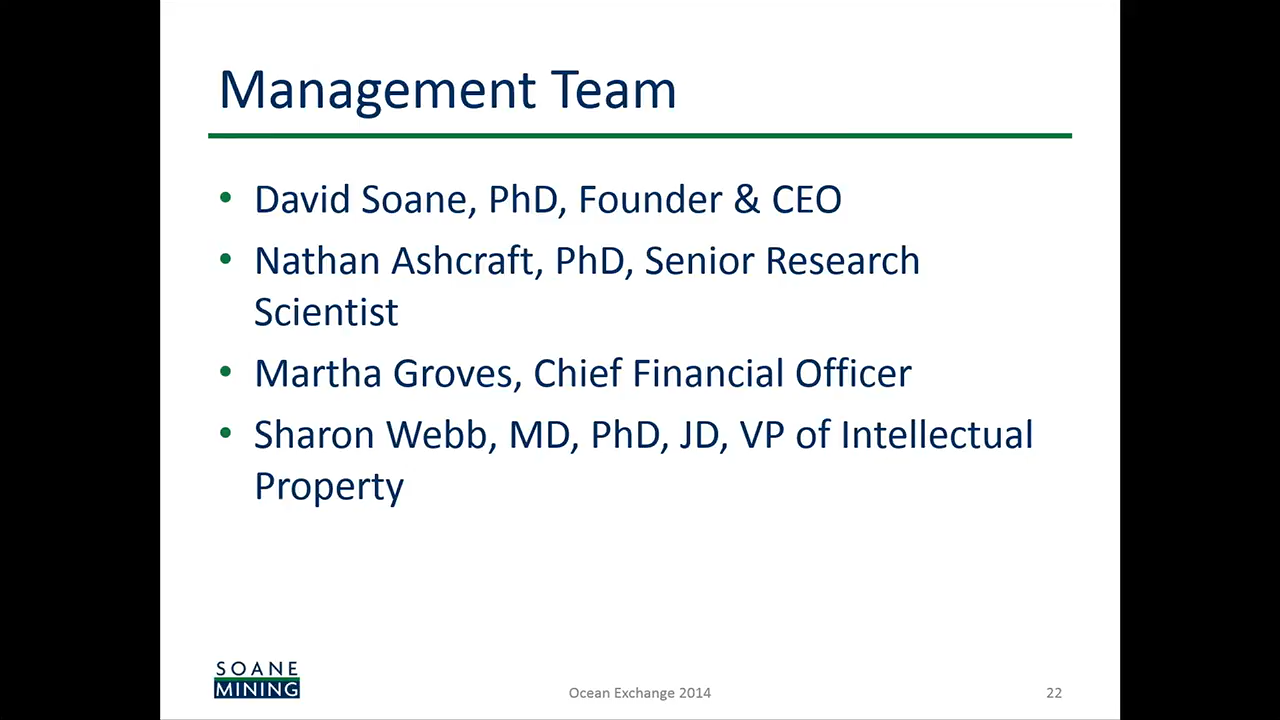 Management Team
• David Soane, PhD, Founder & CEO
• Nathan Ashcraft, PhD, Senior Research
Scientist
• Martha Groves, Chief Financial Officer
• Sharon Webb, MD, PhD, JD, VP of Intellectual
Property
SOANE
MINING
Ocean Exchange 2014
22